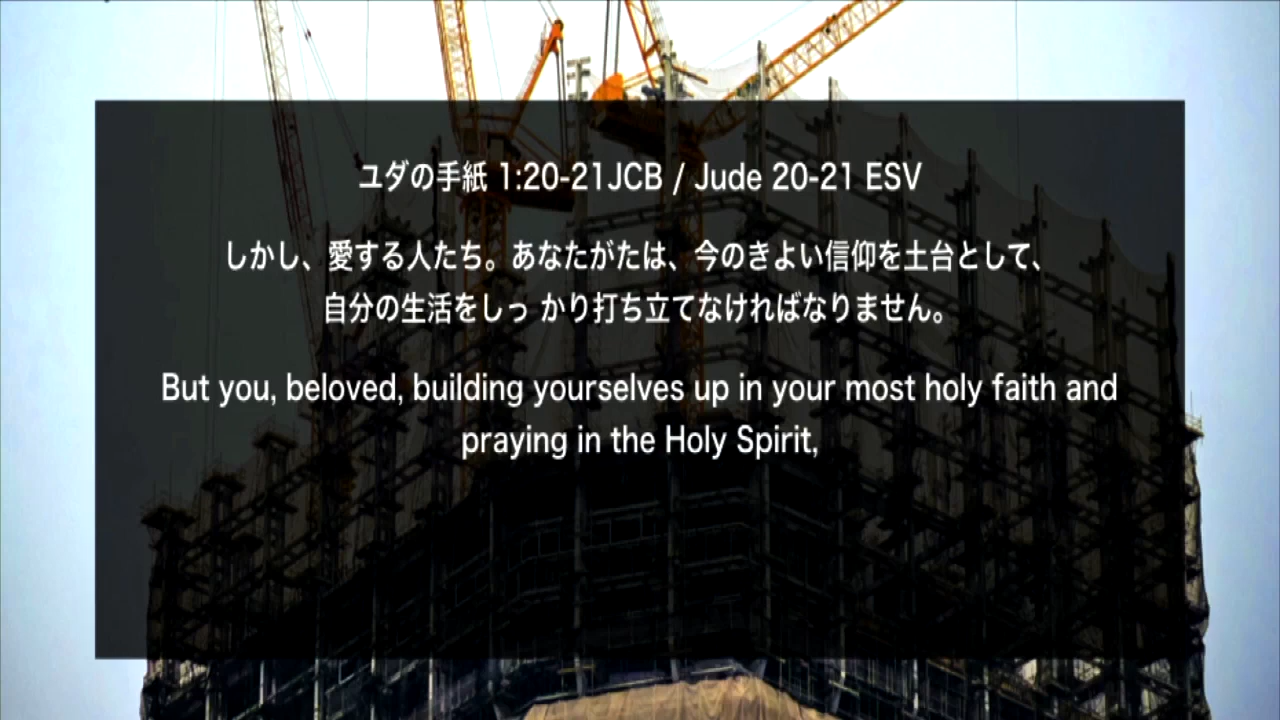 ユダの手紙 1:20-21JCB / Jude 20-21 ESV
しかし、愛する人たち。あなたがたは、今のきよい信仰を土台として、
自分の生活をしっ かり打ち立てなければなりません。
But you, beloved, building yourselves up in your most holy faith and
praying in the Holy Spirit,